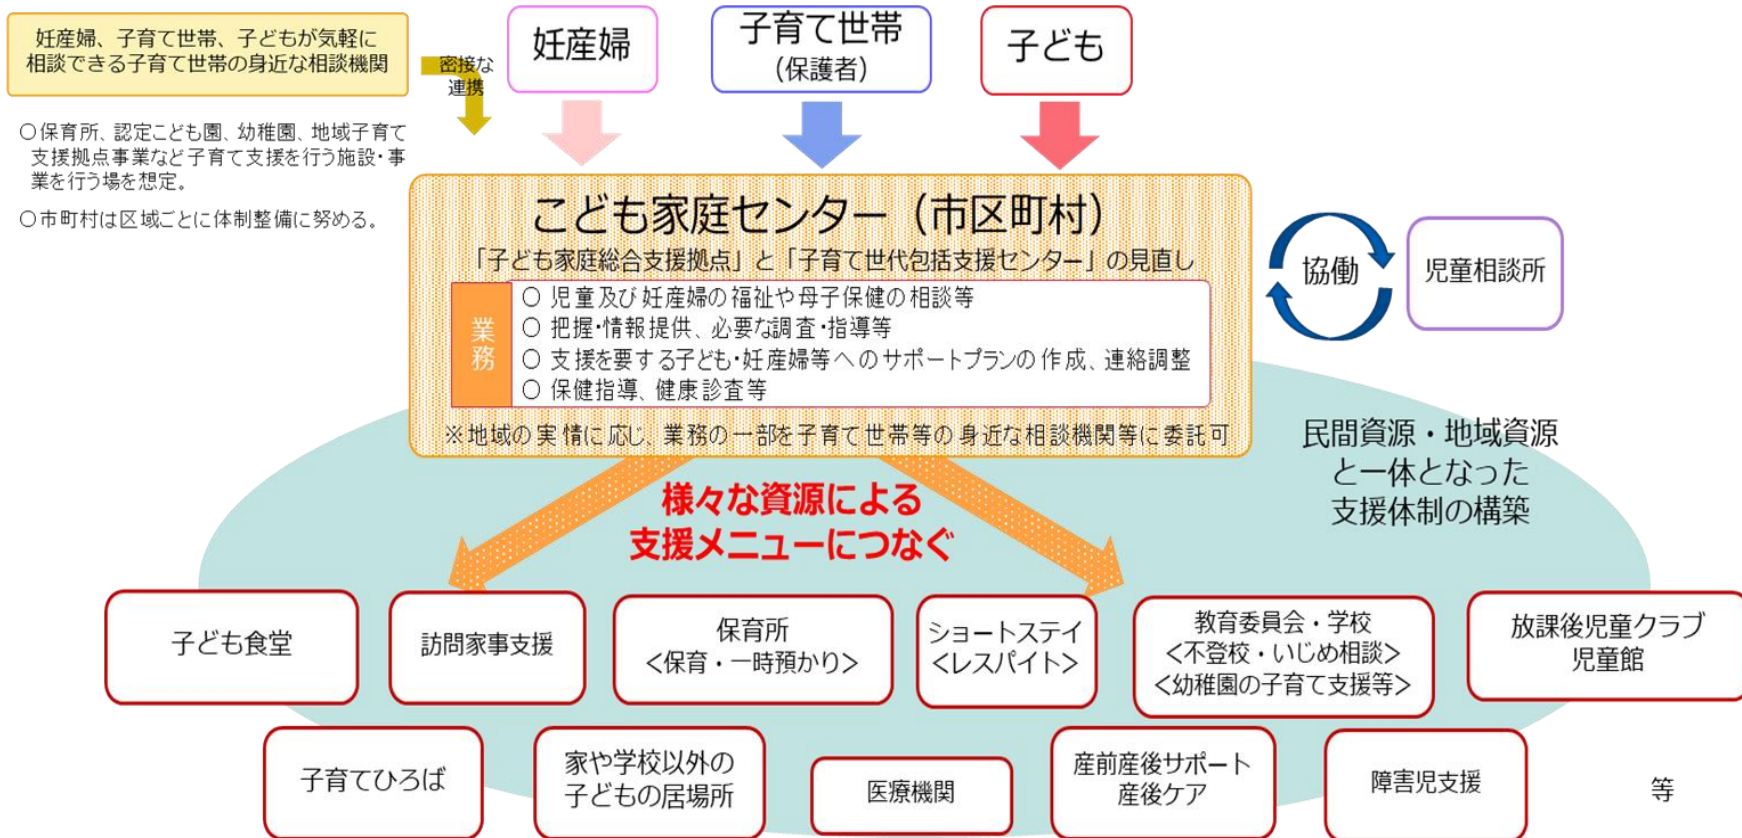 妊産婦、子育て世帯、子どもが気軽に
相談できる子育て世帯の身近な相談機関
密接な
連携
妊産婦
子育て世帯
(保護者)
子ども
○保育所、認定こども園、幼稚園、地域子育て
支援拠点事業など子育て支援を行う施設・事
業を行う場を想定。
○市町村は区域ごとに体制整備に努める。
こども家庭センター（市区町村）
「子ども家庭総合支援拠点」と「子育て世代包括支援センター」の見直し
業務
○ 児童及び妊産婦の福祉や母子保健の相談等
○ 把握・情報提供、必要な調査・指導等
○ 支援を要する子ども・妊産婦等へのサポートプランの作成、連絡調整
○ 保健指導、健康診査等
※地域の実情に応じ、業務の一部を子育て世帯等の身近な相談機関等に委託可
協働
児童相談所
民間資源・地域資源
と一体となった
支援体制の構築
様々な資源による
支援メニューにつなぐ
子ども食堂
訪問家事支援
保育所
<保育・一時預かり>
ショートステイ
<レスパイト>
教育委員会・学校
<不登校・いじめ相談>
<幼稚園の子育て支援等>
放課後児童クラブ
児童館
子育てひろば
家や学校以外の
子どもの居場所
医療機関
産前産後サポート
産後ケア
障害児支援
等